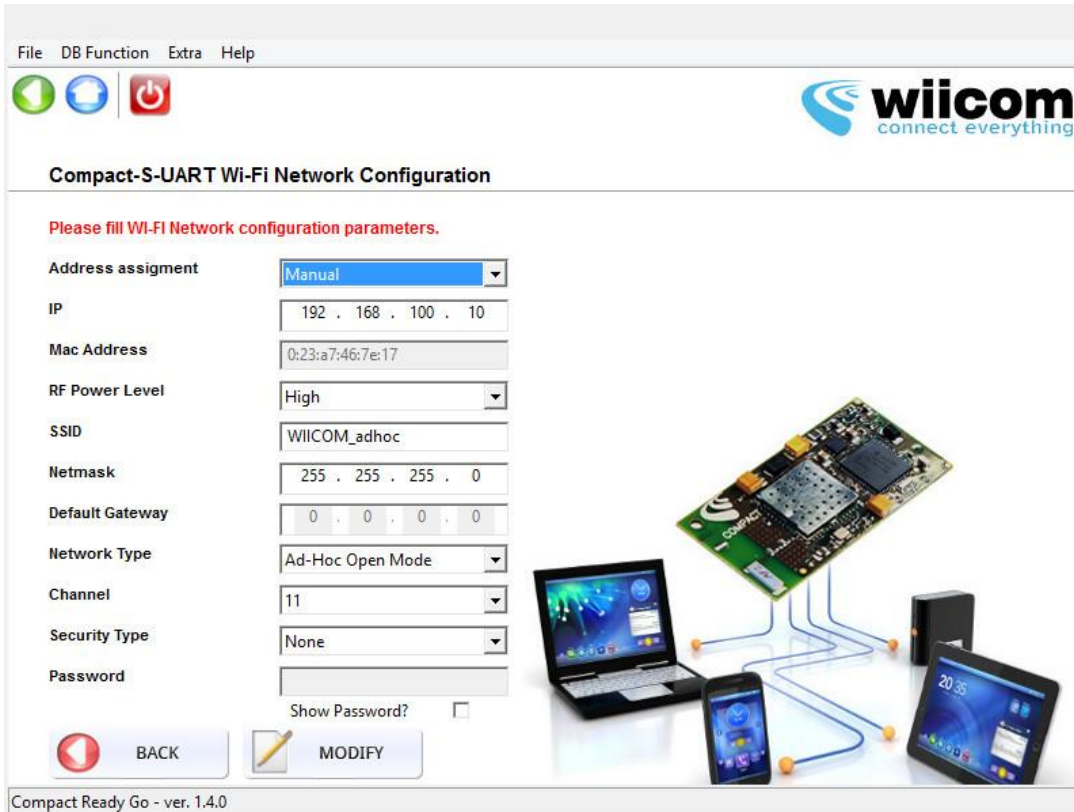 File DB Function Extra Help
wiicom
connect everything
Compact-S-UART Wi-Fi Network Configuration
Please fill WI-FI Network configuration parameters.
Address assigment Manual
IP 192 . 168 . 100 . 10
Mac Address 0:23:a7:46:7e:17
RF Power Level High
SSID WIICOM_adhoc
Netmask 255 . 255 . 255 . 0
Default Gateway 0 . 0 . 0 . 0
Network Type Ad-Hoc Open Mode
Channel 11
Security Type None
Password
Show Password?
COMPACT
20 35
BACK MODIFY
Compact Ready Go - ver. 1.4.0